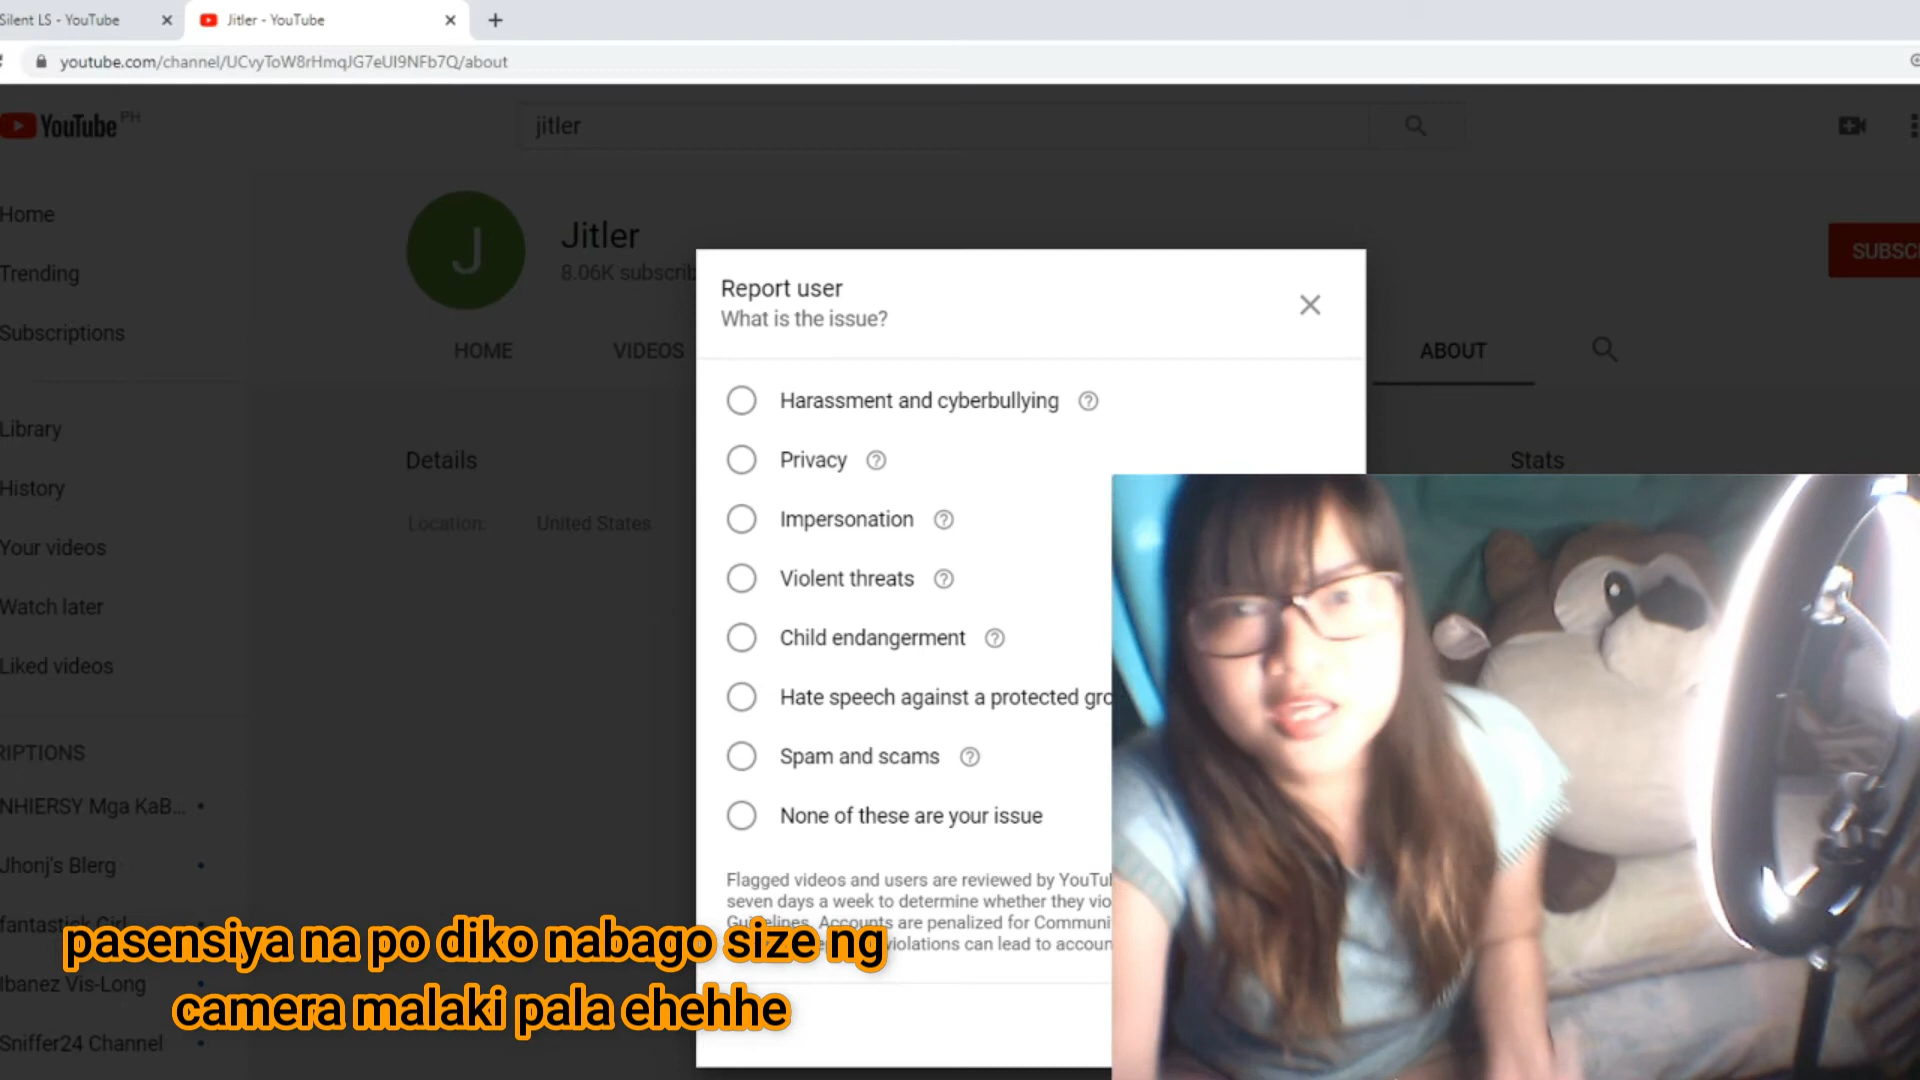 Silent LS - YouTube
Jitler - YouTube
youtube.com/channel/UCvyToW8rHmqJG7eUI9NFb7Q/about
YouTube PH
jitler
Home
Trending
Subscriptions
Library
History
Your videos
Watch later
Liked videos
RIPTIONS
NHIERSY Mga KaB...
Jhonj's Blerg
fantastick Girl
Ibanez Vis-Long
Sniffer24 Channel
J
Jitler
8.06K subscrib
SUBSC
HOME
VIDEOS
ABOUT
Details
Location:
United States
Stats
Report user
What is the issue?
Harassment and cyberbullying
Privacy
Impersonation
Violent threats
Child endangerment
Hate speech against a protected gro
Spam and scams
None of these are your issue
Flagged videos and users are reviewed by YouTu
seven days a week to determine whether they vio
Guidelines. Accounts are penalized for Communi
violations can lead to accoun
pasensiya na po diko nabago size ng
camera malaki pala ehehhe